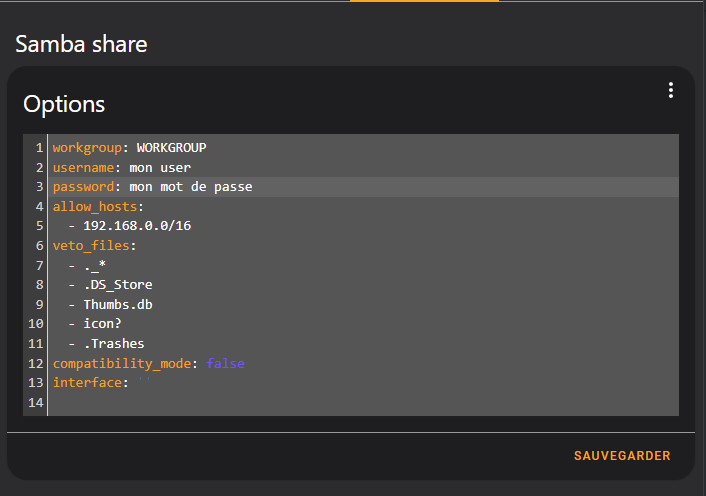 Samba share
Options
1 workgroup: WORKGROUP
2 username: mon user
3 password: mon mot de passe
4 allow_hosts:
5   - 192.168.0.0/16
6 veto_files:
7   - ._*
8   - .DS_Store
9   - Thumbs.db
10   - icon?
11   - .Trashes
12 compatibility_mode: false
13 interface: ''
14
SAUVEGARDER